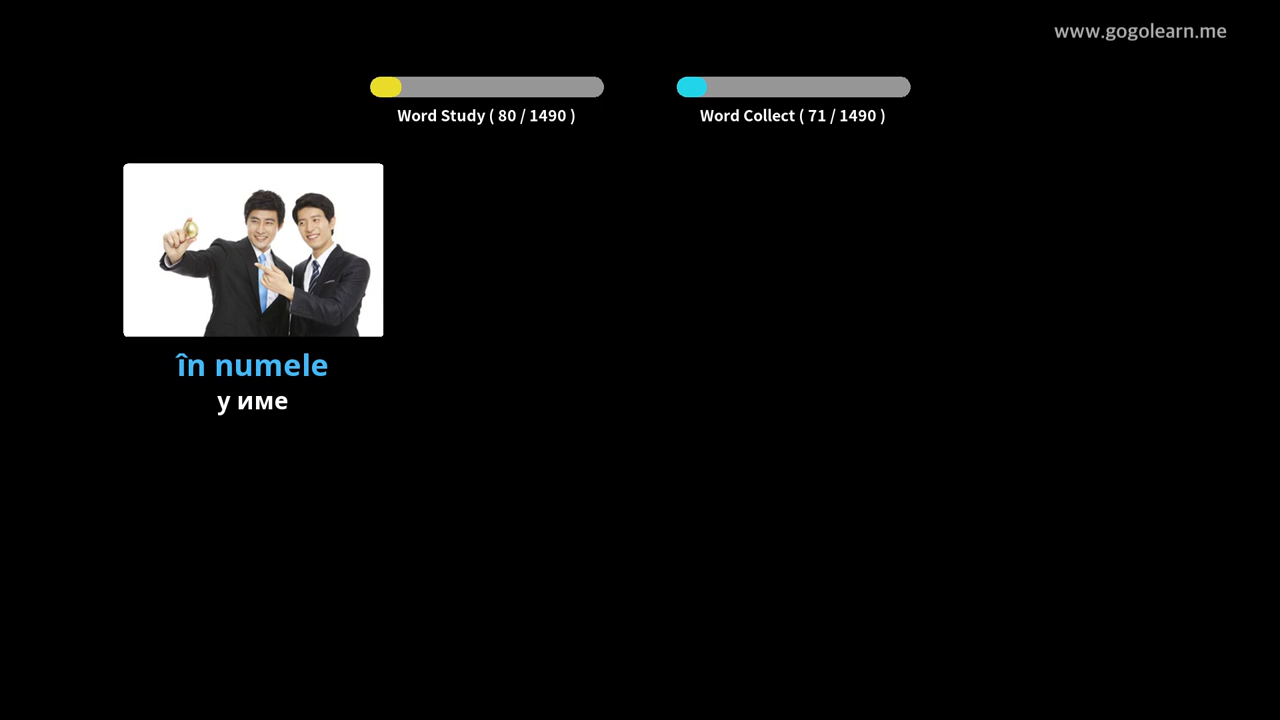 www.gogolearn.me
Word Study ( 80 / 1490 )
Word Collect ( 71 / 1490 )
în numele
у име